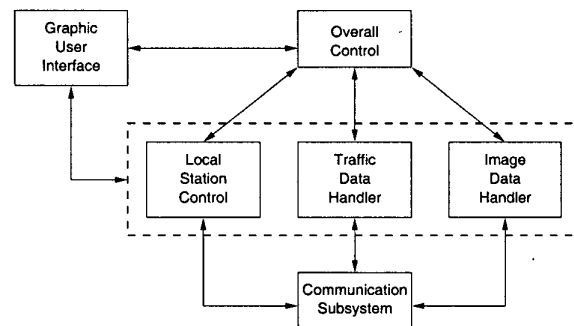 Graphic
User
Interface
Overall
Control
Local
Station
Control
Traffic
Data
Handler
Image
Data
Handler
Communication
Subsystem